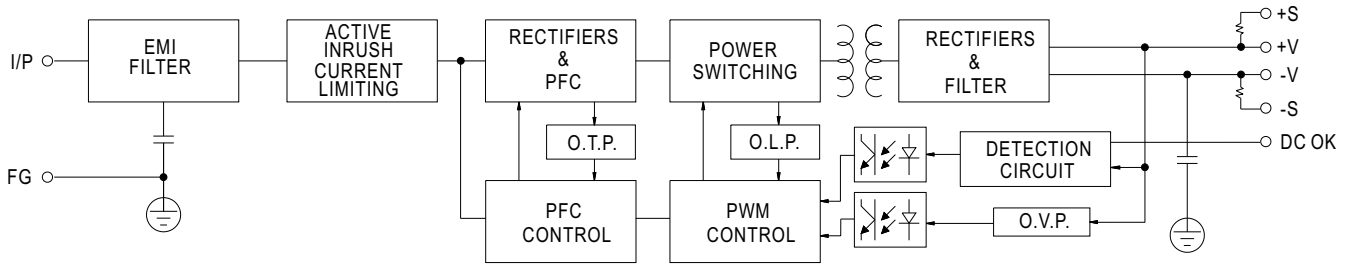 I/P
EMI
FILTER
ACTIVE
INRUSH
CURRENT
LIMITING
RECTIFIERS
&
PFC
POWER
SWITCHING
RECTIFIERS
&
FILTER
+S
+V
-V
-S
DC OK
O.T.P.
O.L.P.
DETECTION
CIRCUIT
FG
PFC
CONTROL
PWM
CONTROL
O.V.P.